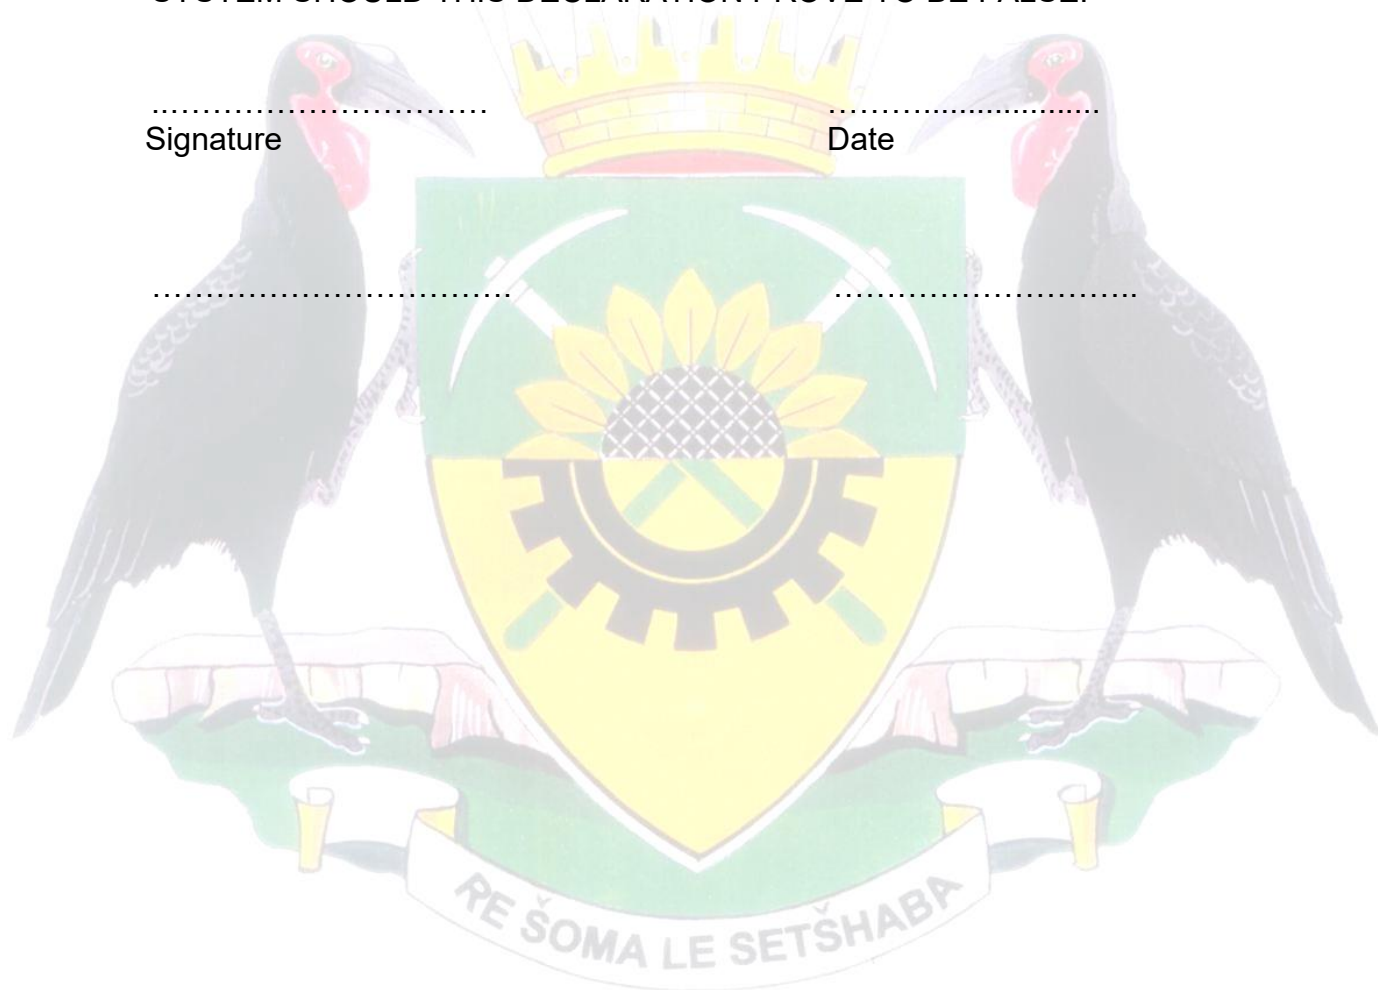 SYSTEM SHOULD THIS DECLARATION PROVE TO BE FALSE.
..………………………… ………....................
Signature Date
……………………………. ………………………..
RE ŠOMA LE SETŠHABA